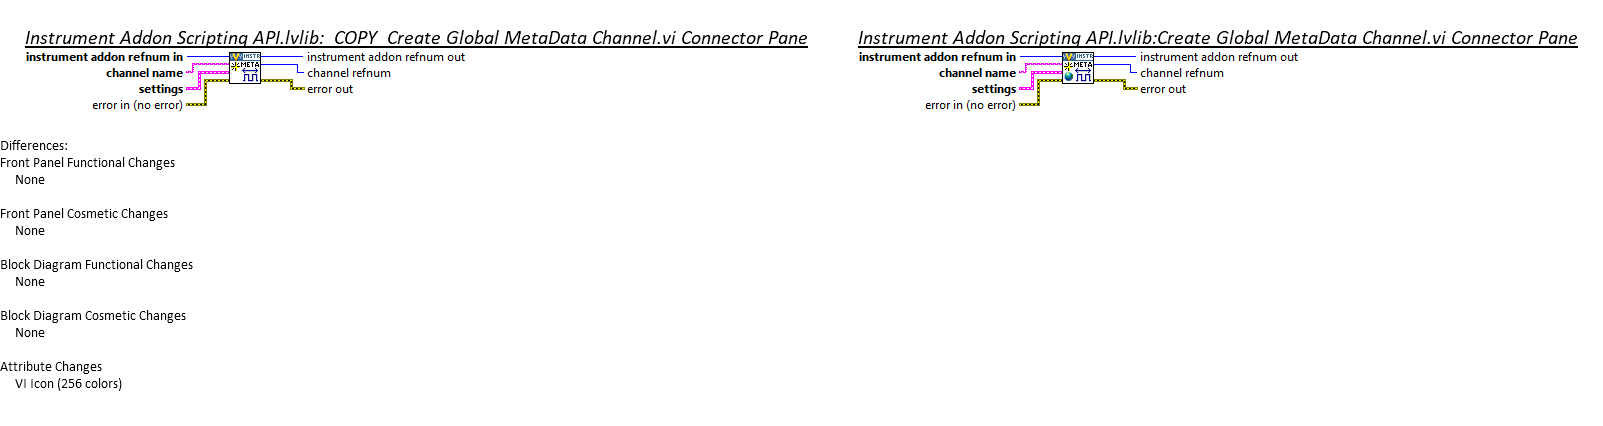 Instrument Addon Scripting API.lvlib:_COPY_Create Global MetaData Channel.vi Connector Pane
instrument addon refnum in
channel name
settings
error in (no error)
INSTR
META
instrument addon refnum out
channel refnum
error out
Instrument Addon Scripting API.lvlib:Create Global MetaData Channel.vi Connector Pane
instrument addon refnum in
channel name
settings
error in (no error)
INSTR
META
instrument addon refnum out
channel refnum
error out
Differences:
Front Panel Functional Changes
None
Front Panel Cosmetic Changes
None
Block Diagram Functional Changes
None
Block Diagram Cosmetic Changes
None
Attribute Changes
VI Icon (256 colors)